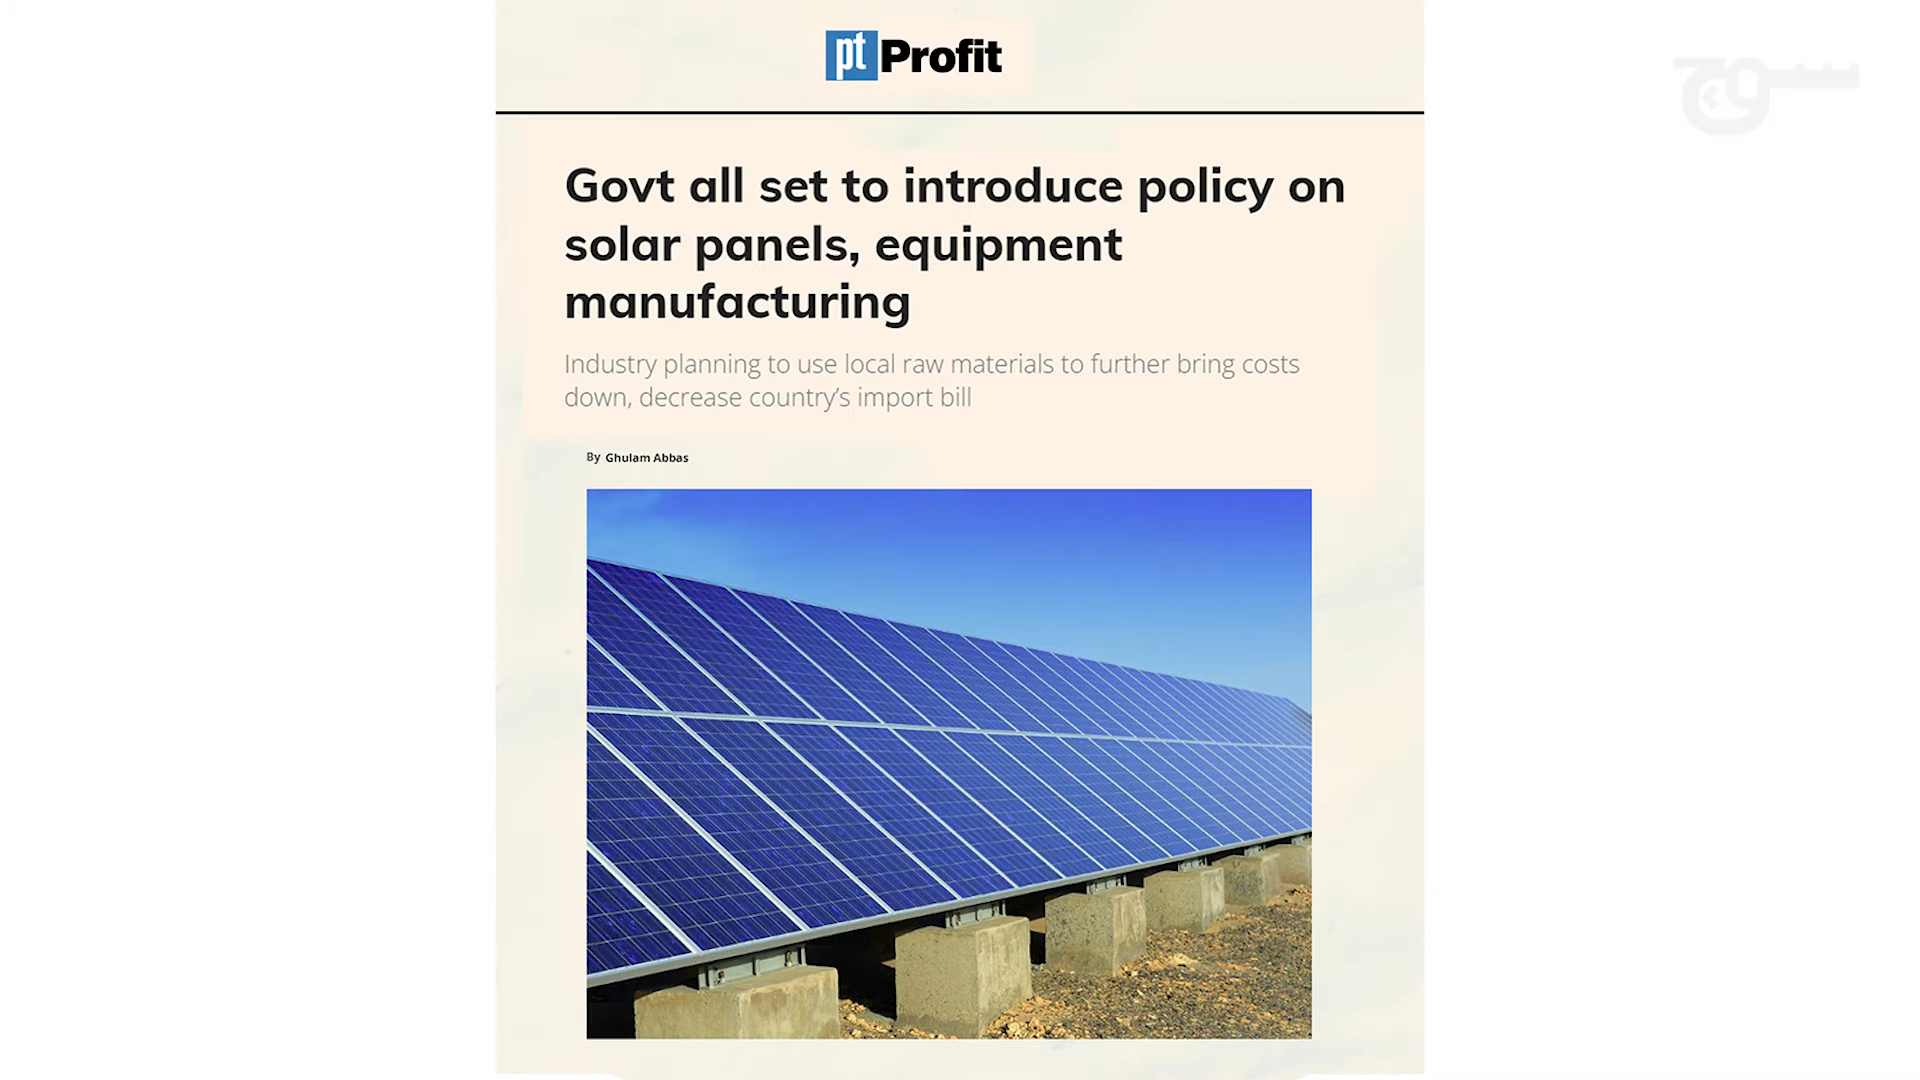 pt Profit
Govt all set to introduce policy on
solar panels, equipment
manufacturing
Industry planning to use local raw materials to further bring costs
down, decrease country’s import bill
By Ghulam Abbas